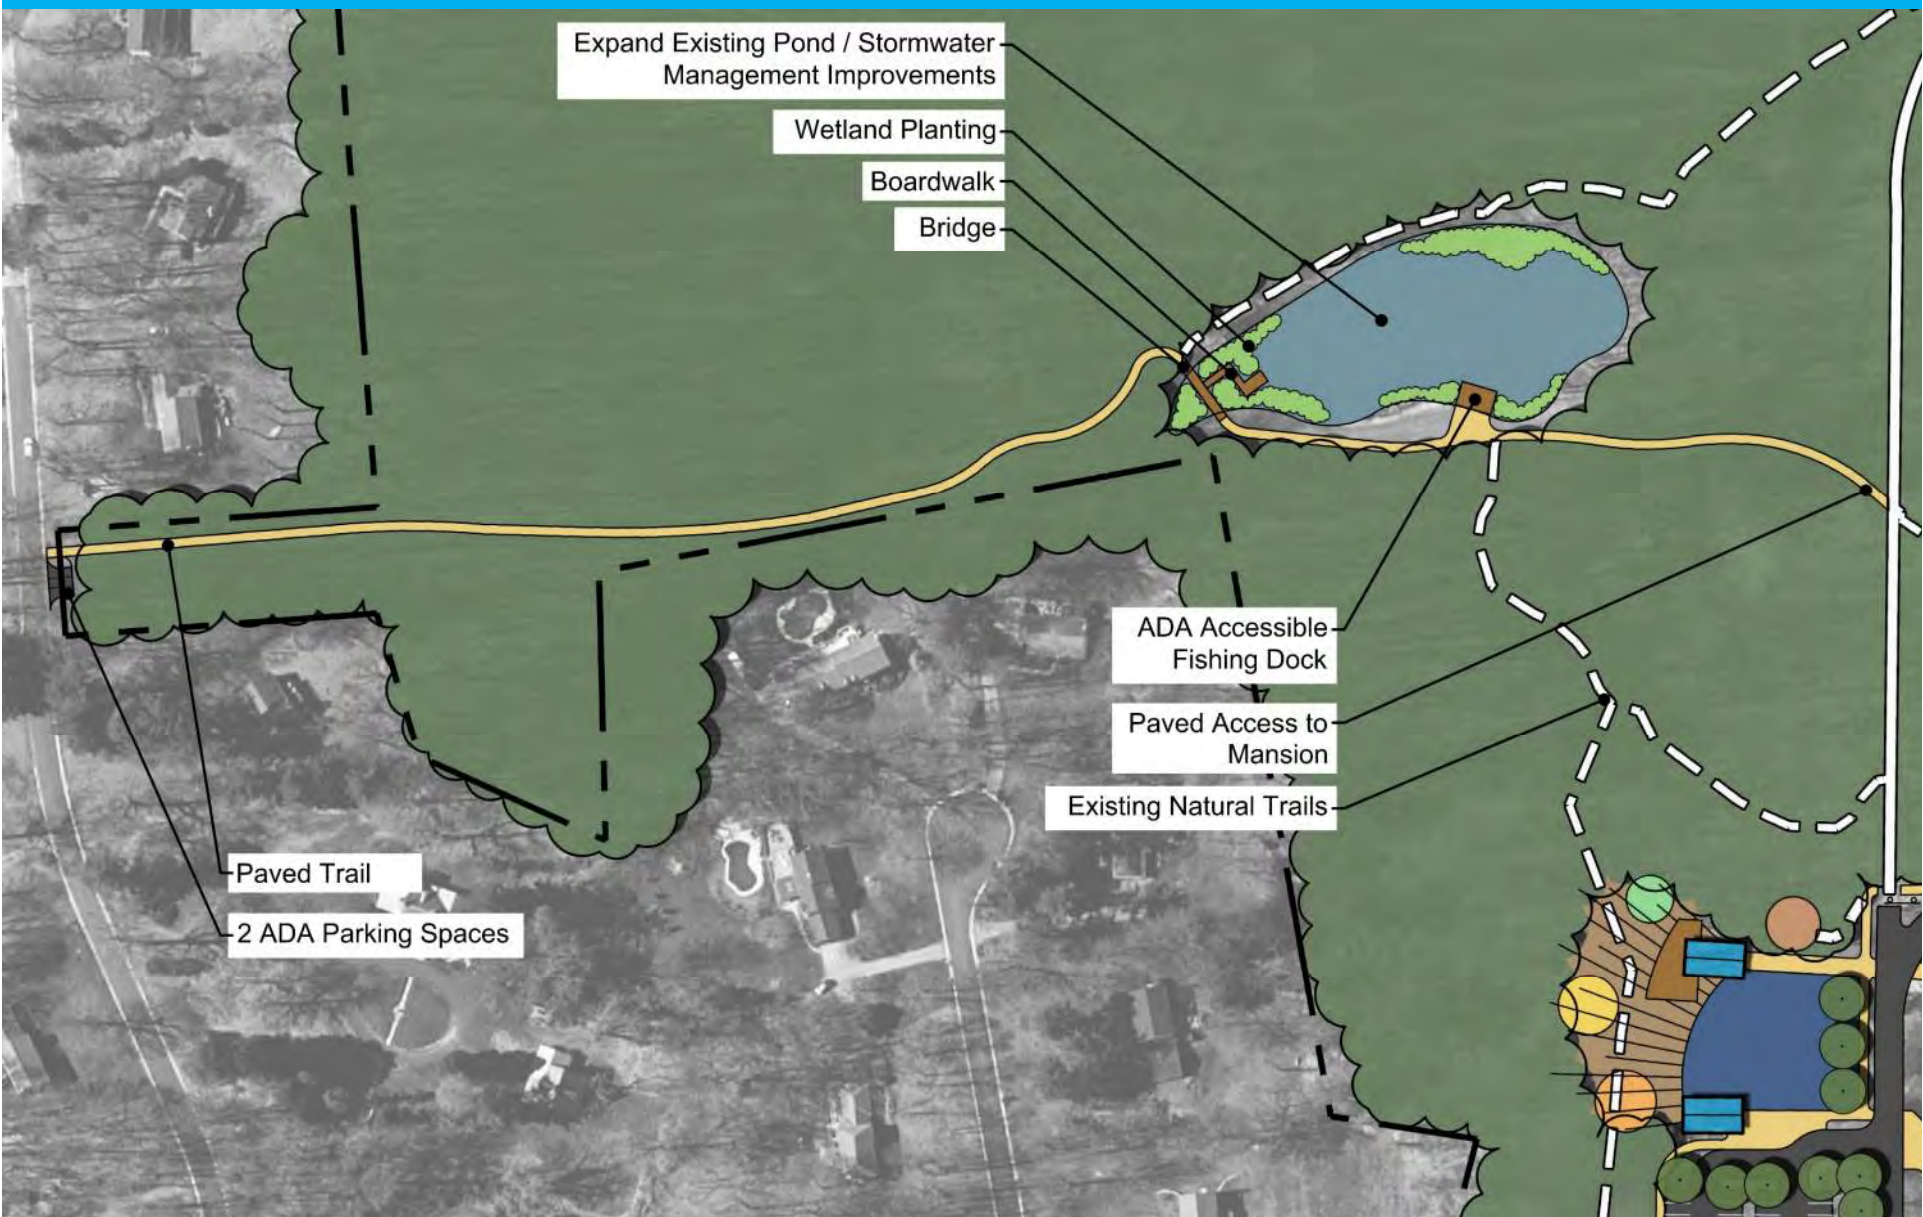 Expand Existing Pond / Stormwater
Management Improvements
Wetland Planting
Boardwalk
Bridge
ADA Accessible
Fishing Dock
Paved Access to
Mansion
Existing Natural Trails
Paved Trail
2 ADA Parking Spaces